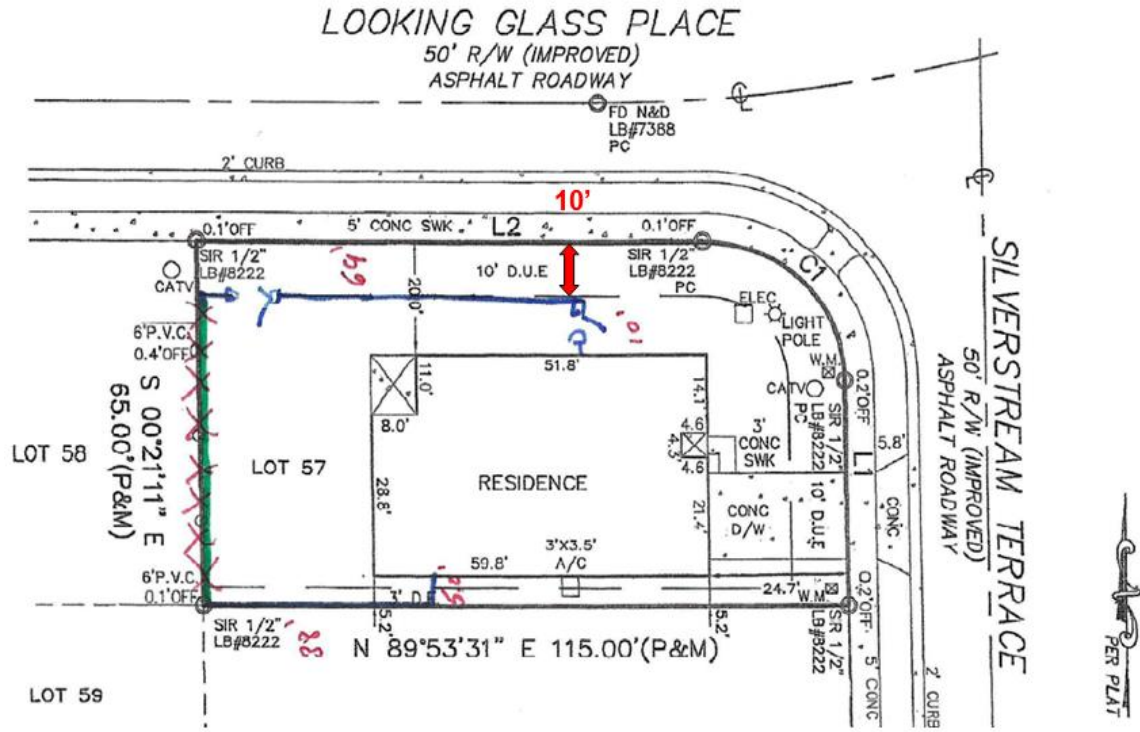 LOOKING GLASS PLACE
50' R/W (IMPROVED)
ASPHALT ROADWAY
FD N&D
LB#7388
PC
2' CURB
10'
0.1'OFF
5' CONC SWK
L2
0.1'OFF
SIR 1/2"
LB#8222
CATV
69'
20.0'
10' D.U.E
SIR 1/2"
LB#8222
PC
C1
ELEC
LIGHT
POLE
10'
6'P.V.C.
0.4'OFF
51.8'
W.M.
0.2'OFF
CATV
11.0'
8.0'
14.1'
4.6
4.5'
4.6
3'
CONC
SWK
PC
LB#8222
SIR 1/2"
5.8'
L1
SILVERSTREAM TERRACE
50' R/W (IMPROVED)
ASPHALT ROADWAY
S 00°21'11" E
65.00'(P&M)
LOT 58
LOT 57
RESIDENCE
28.8'
21.4'
CONC
D/W
10' D.U.E
CONC.
3'X3.5'
A/C
59.8'
24.7'
W.M.
6'P.V.C.
0.1'OFF
3' D.E
0.2'OFF
SIR 1/2"
LB#8222
SIR 1/2"
LB#8222
5.2'
5.2'
N 89°53'31" E 115.00'(P&M)
5' CONC
2' CURB
LOT 59
PER PLAT